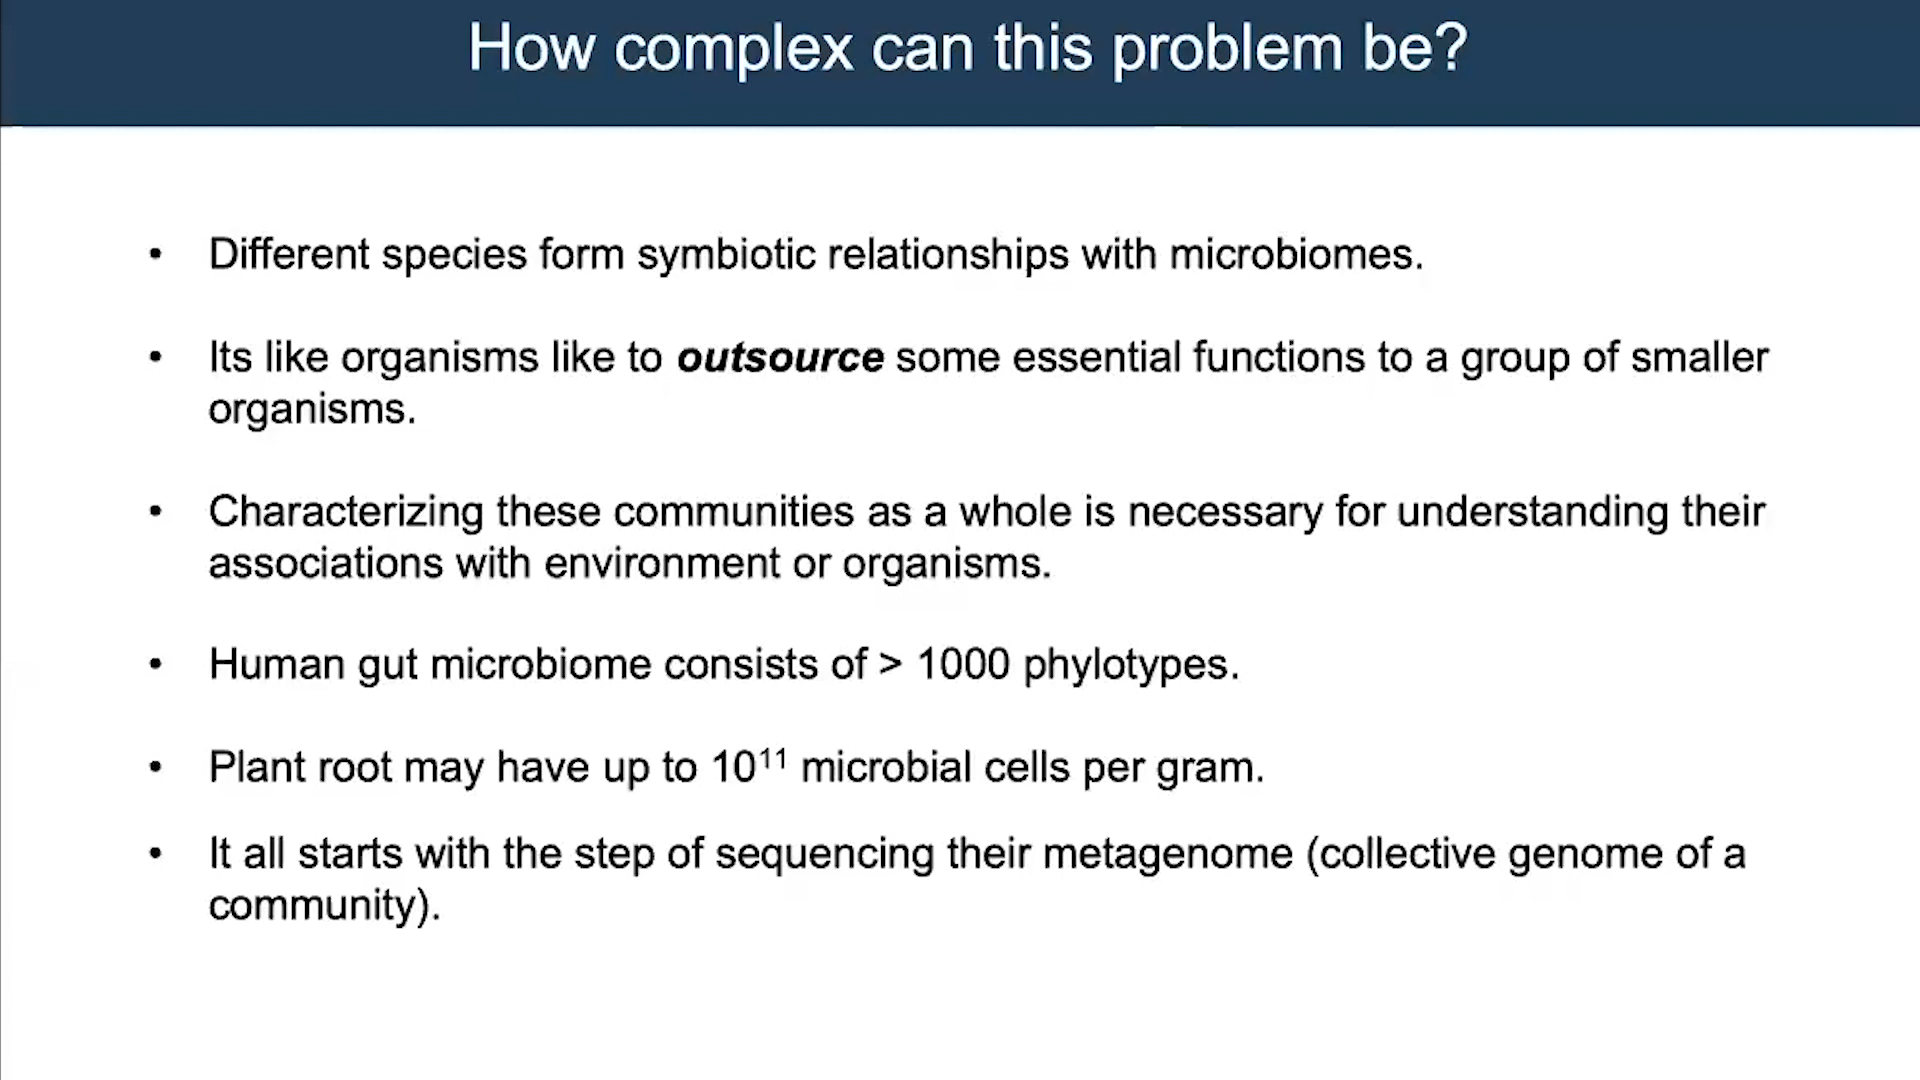 How complex can this problem be?
• Different species form symbiotic relationships with microbiomes.
• Its like organisms like to outsource some essential functions to a group of smaller
organisms.
• Characterizing these communities as a whole is necessary for understanding their
associations with environment or organisms.
• Human gut microbiome consists of > 1000 phylotypes.
• Plant root may have up to 10¹¹ microbial cells per gram.
• It all starts with the step of sequencing their metagenome (collective genome of a
community).